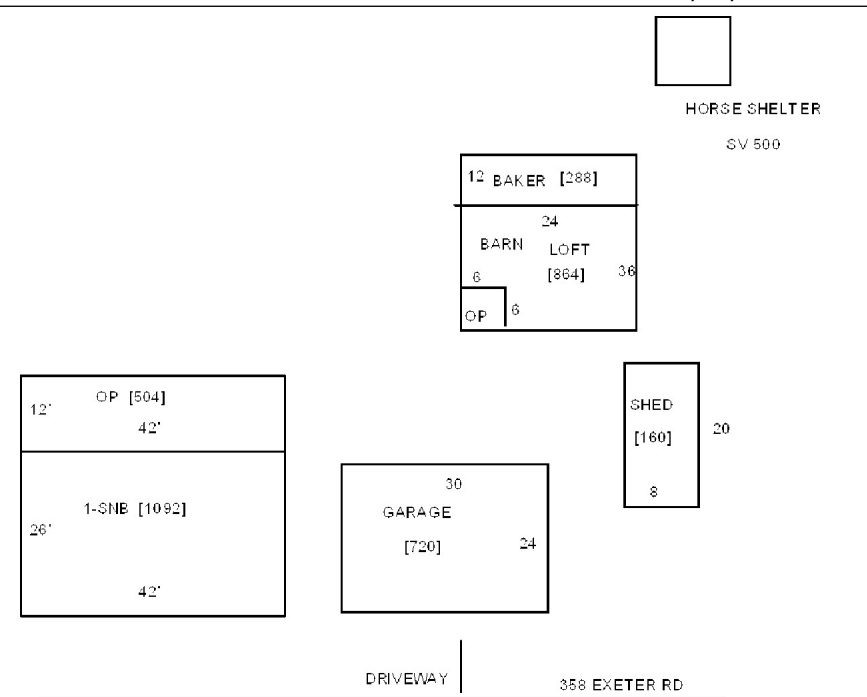 HORSE SHELTER
SV 500
12 BAKER [288]
24
BARN LOFT
[864] 36
6
OP 6
OP [504]
12'
42'
1-SNB [1092]
26'
42'
30
GARAGE
[720] 24
SHED
[160] 20
8
DRIVEWAY
358 EXETER RD